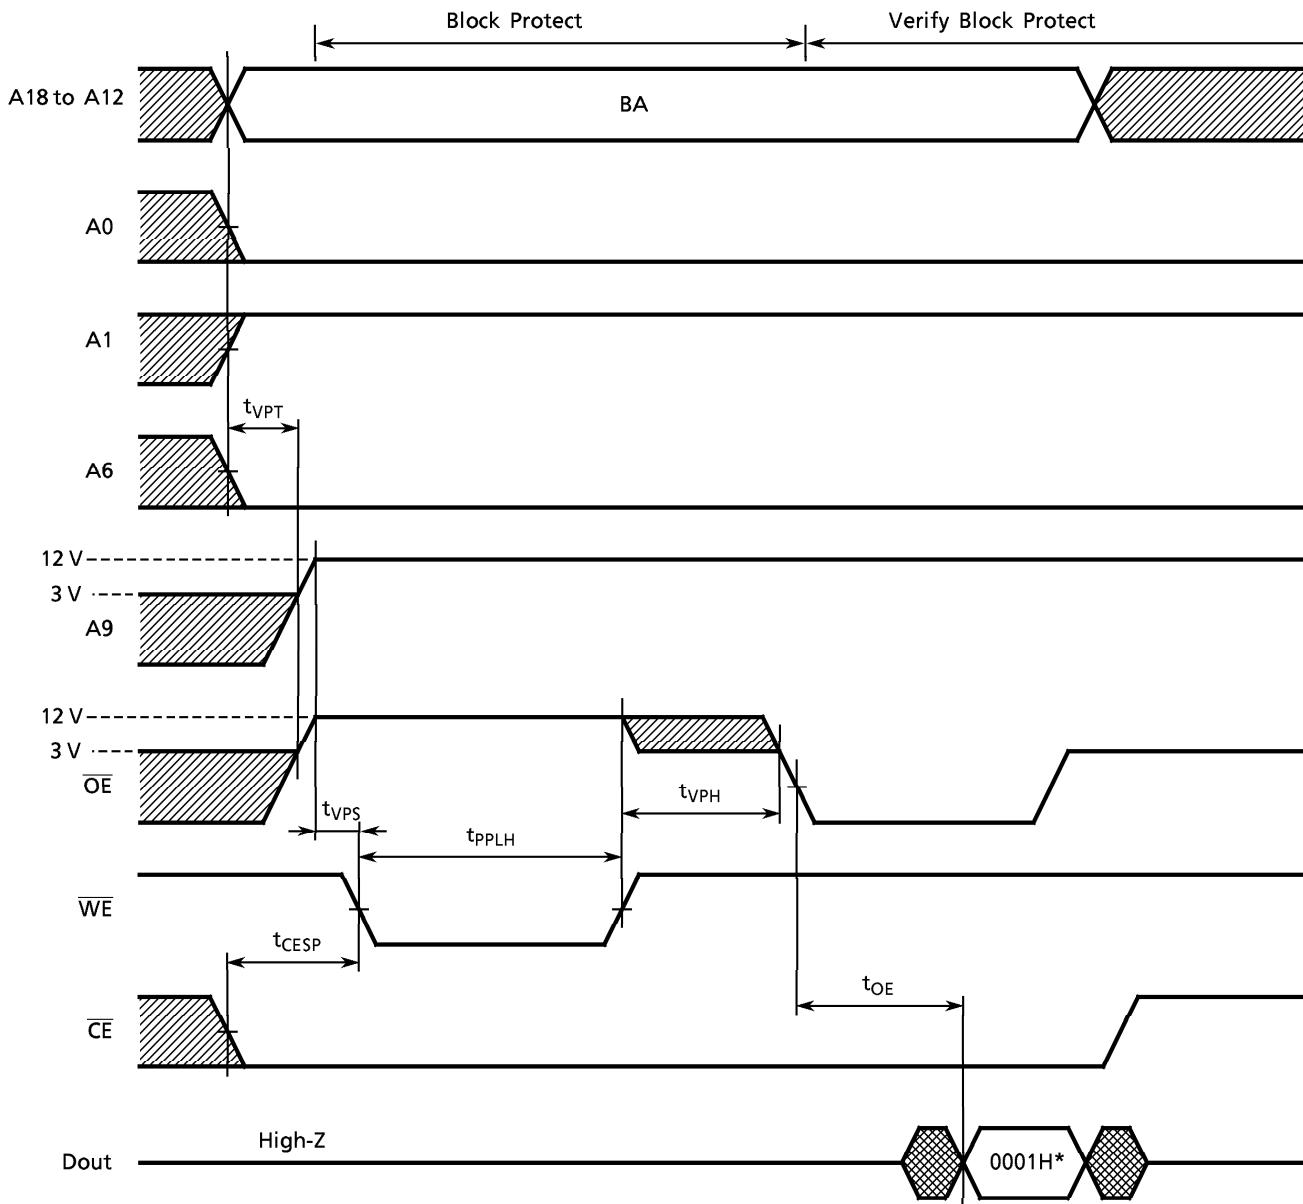 Block Protect
Verify Block Protect
A18 to A12
BA
A0
A1
tVPT
A6
12 V
3 V
A9
12 V
3 V
OE
tVPS
tVPH
tPPLH
WE
tCESP
tOE
CE
High-Z
Dout
0001H*